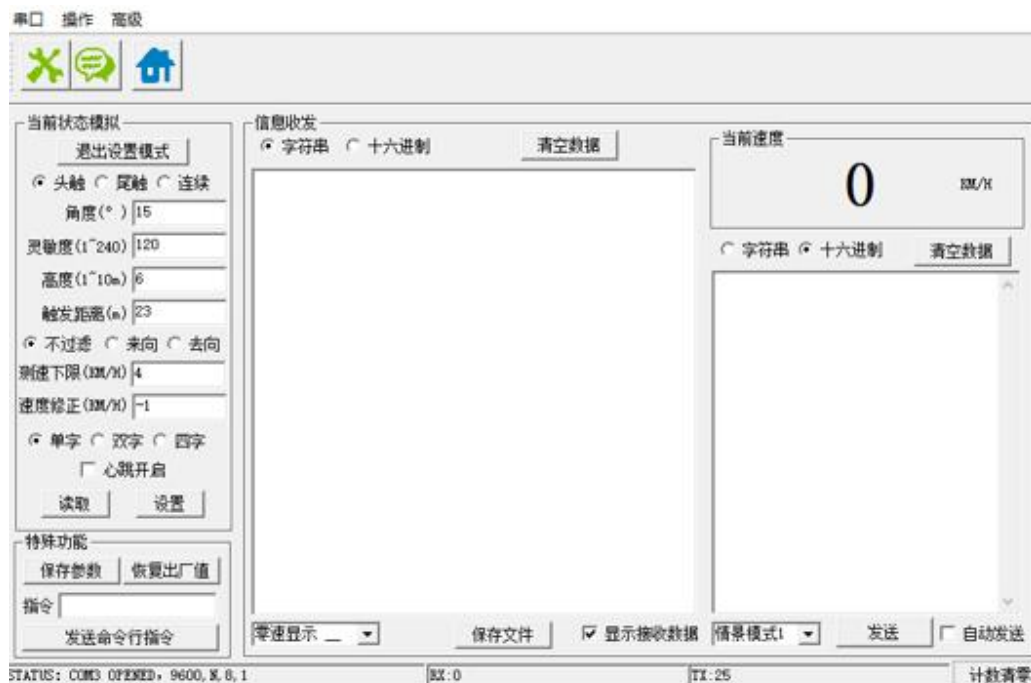 串口 操作 高级
当前状态模拟
退出设置模式
头触 尾触 连续
角度(°) 15
灵敏度(1~240) 120
高度(1~10m) 6
触发距离(m) 23
不过滤 来向 去向
测速下限(KM/H) 4
速度修正(KM/H) -1
单字 双字 四字
心跳开启
读取 设置
特殊功能
保存参数 恢复出厂值
指令
发送命令行指令
信息收发
字符串 十六进制 清空数据
零速显示 __ 保存文件 显示接收数据
当前速度
0 KM/H
字符串 十六进制 清空数据
情景模式1 发送 自动发送
STATUS: COM3 OPENED, 9600,N,8,1 RX:0 TX:25 计数清零